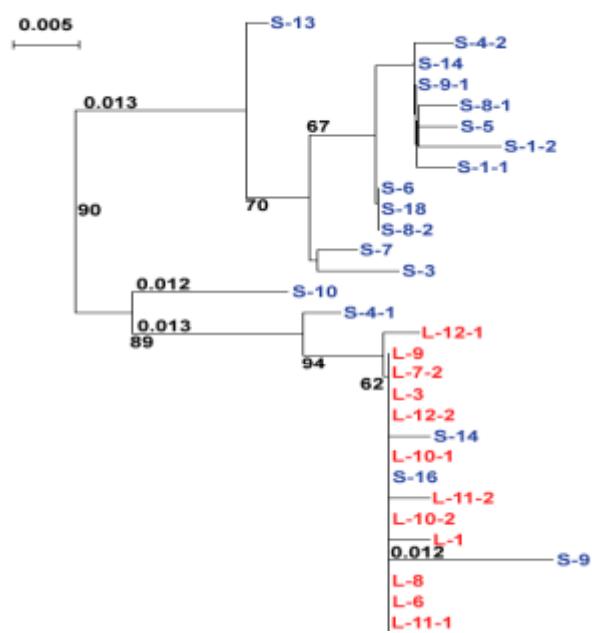 0.005
S-13
S-4-2
S-14
S-9-1
0.013
S-8-1
67
S-5
S-1-2
S-1-1
S-6
70
90
S-18
S-8-2
S-7
S-3
0.012
S-10
S-4-1
0.013
L-12-1
89
L-9
94
L-7-2
62
L-3
L-12-2
S-14
L-10-1
S-16
L-11-2
L-10-2
L-1
0.012
S-9
L-8
L-6
L-11-1